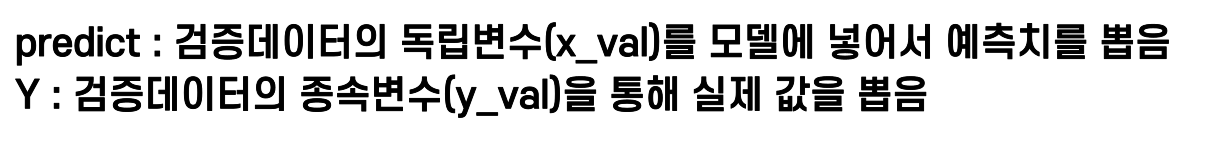 predict : 검증데이터의 독립변수(x_val)를 모델에 넣어서 예측치를 뽑음
Y : 검증데이터의 종속변수(y_val)을 통해 실제 값을 뽑음